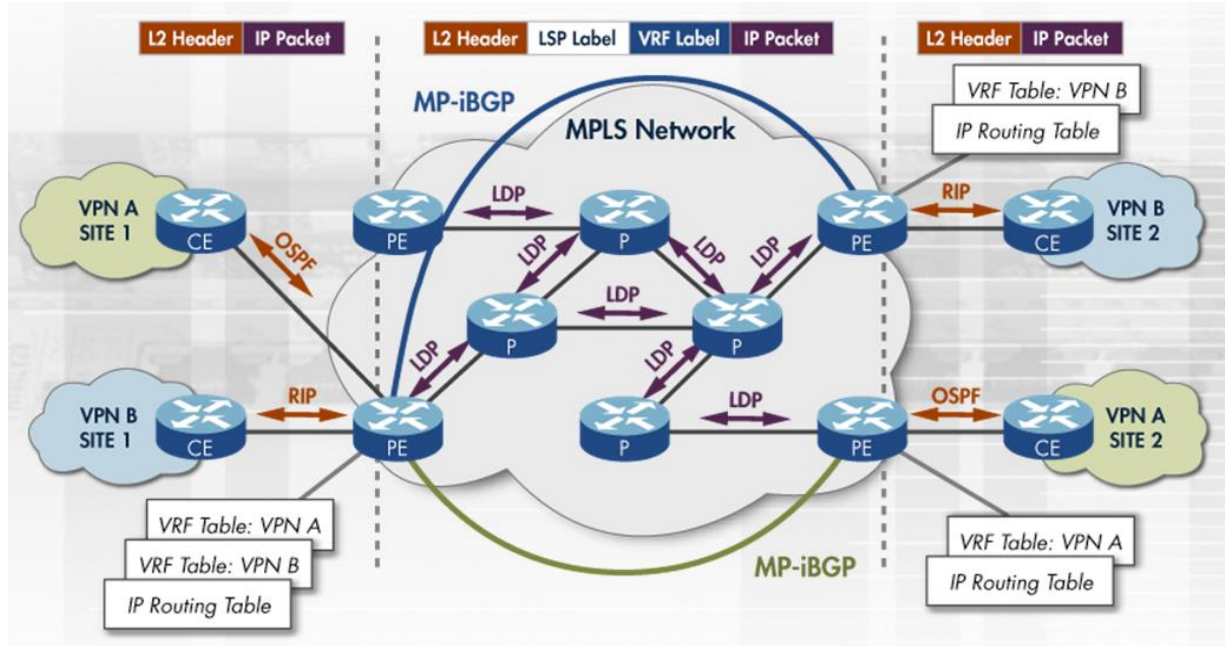 L2 Header IP Packet
L2 Header LSP Label VRF Label IP Packet
L2 Header IP Packet
MP-iBGP
MPLS Network
VRF Table: VPN B
IP Routing Table
VPN A
SITE 1
CE
OSPF
PE
LDP
P
LDP
LDP
LDP
PE
RIP
CE
VPN B
SITE 2
P
LDP
P
LDP
LDP
VPN B
SITE 1
CE
RIP
PE
P
LDP
PE
OSPF
CE
VPN A
SITE 2
VRF Table: VPN A
VRF Table: VPN B
IP Routing Table
MP-iBGP
VRF Table: VPN A
IP Routing Table